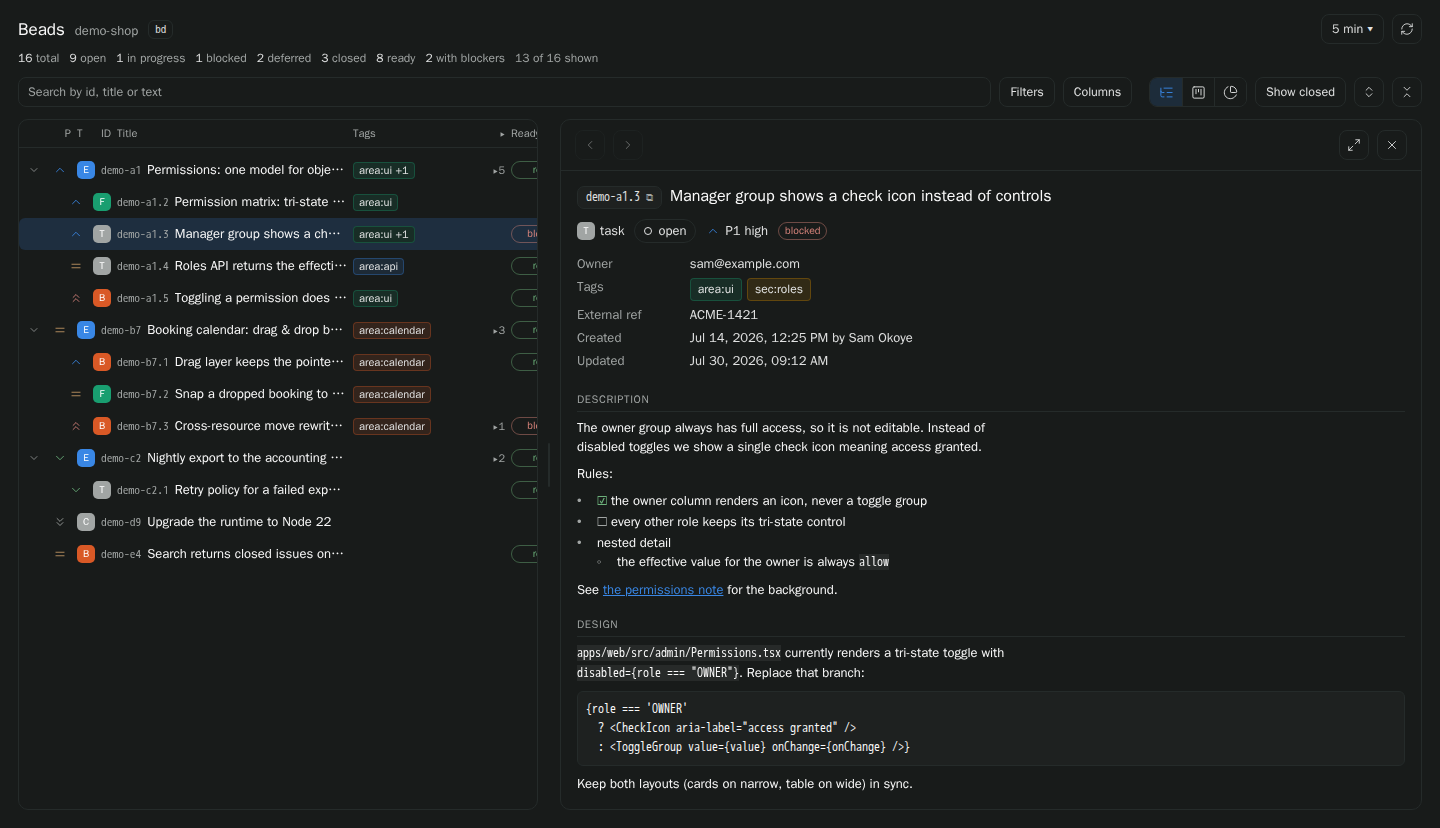 Beads demo-shop bd 5 min ▾
16 total 9 open 1 in progress 1 blocked 2 deferred 3 closed 8 ready 2 with blockers 13 of 16 shown
Search by id, title or text Filters Columns Show closed
P T ID Title Tags ▸ Ready
E demo-a1 Permissions: one model for obje··· area:ui +1 ▸5
F demo-a1.2 Permission matrix: tri-state ··· area:ui
T demo-a1.3 Manager group shows a ch··· area:ui +1
T demo-a1.4 Roles API returns the effecti··· area:api
B demo-a1.5 Toggling a permission does ··· area:ui
E demo-b7 Booking calendar: drag & drop b··· area:calendar ▸3
B demo-b7.1 Drag layer keeps the pointe··· area:calendar
F demo-b7.2 Snap a dropped booking to ··· area:calendar
B demo-b7.3 Cross-resource move rewrit··· area:calendar ▸1
E demo-c2 Nightly export to the accounting ··· ▸2
T demo-c2.1 Retry policy for a failed exp···
C demo-d9 Upgrade the runtime to Node 22
B demo-e4 Search returns closed issues on···
demo-a1.3 Manager group shows a check icon instead of controls
T task open P1 high blocked
Owner sam@example.com
Tags area:ui sec:roles
External ref ACME-1421
Created Jul 14, 2026, 12:25 PM by Sam Okoye
Updated Jul 30, 2026, 09:12 AM
DESCRIPTION
The owner group always has full access, so it is not editable. Instead of
disabled toggles we show a single check icon meaning access granted.
Rules:
• ☑ the owner column renders an icon, never a toggle group
• ☐ every other role keeps its tri-state control
• nested detail
◦ the effective value for the owner is always allow
See the permissions note for the background.
DESIGN
apps/web/src/admin/Permissions.tsx currently renders a tri-state toggle with
disabled={role === "OWNER"}. Replace that branch:
{role === 'OWNER'
? <CheckIcon aria-label="access granted" />
: <ToggleGroup value={value} onChange={onChange} />}
Keep both layouts (cards on narrow, table on wide) in sync.